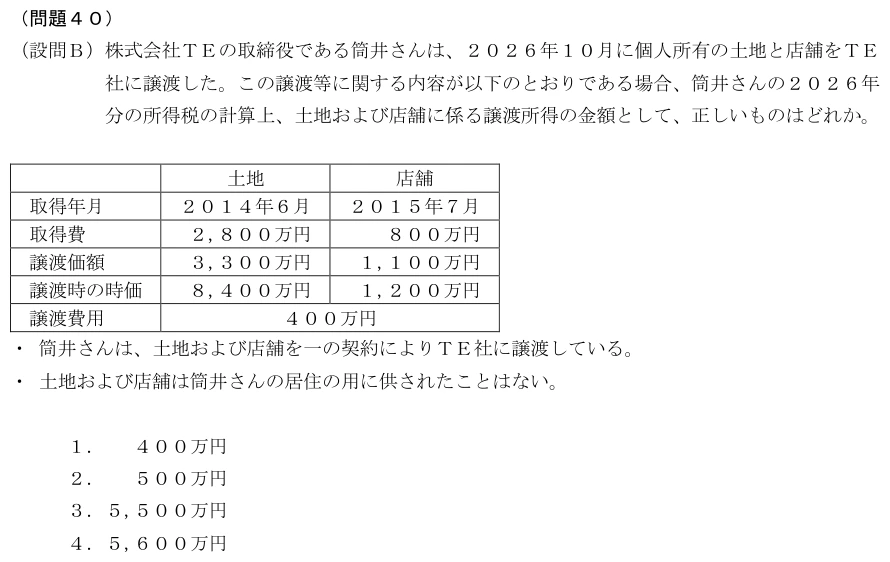 （問題４０）
（設問Ｂ）株式会社ＴＥの取締役である筒井さんは、２０２６年１０月に個人所有の土地と店舗をＴＥ
社に譲渡した。この譲渡等に関する内容が以下のとおりである場合、筒井さんの２０２６年
分の所得税の計算上、土地および店舗に係る譲渡所得の金額として、正しいものはどれか。
土地 店舗
取得年月 ２０１４年６月 ２０１５年７月
取得費 ２,８００万円 ８００万円
譲渡価額 ３,３００万円 １,１００万円
譲渡時の時価 ８,４００万円 １,２００万円
譲渡費用 ４００万円
・ 筒井さんは、土地および店舗を一の契約によりＴＥ社に譲渡している。
・ 土地および店舗は筒井さんの居住の用に供されたことはない。
１． ４００万円
２． ５００万円
３．５,５００万円
４．５,６００万円